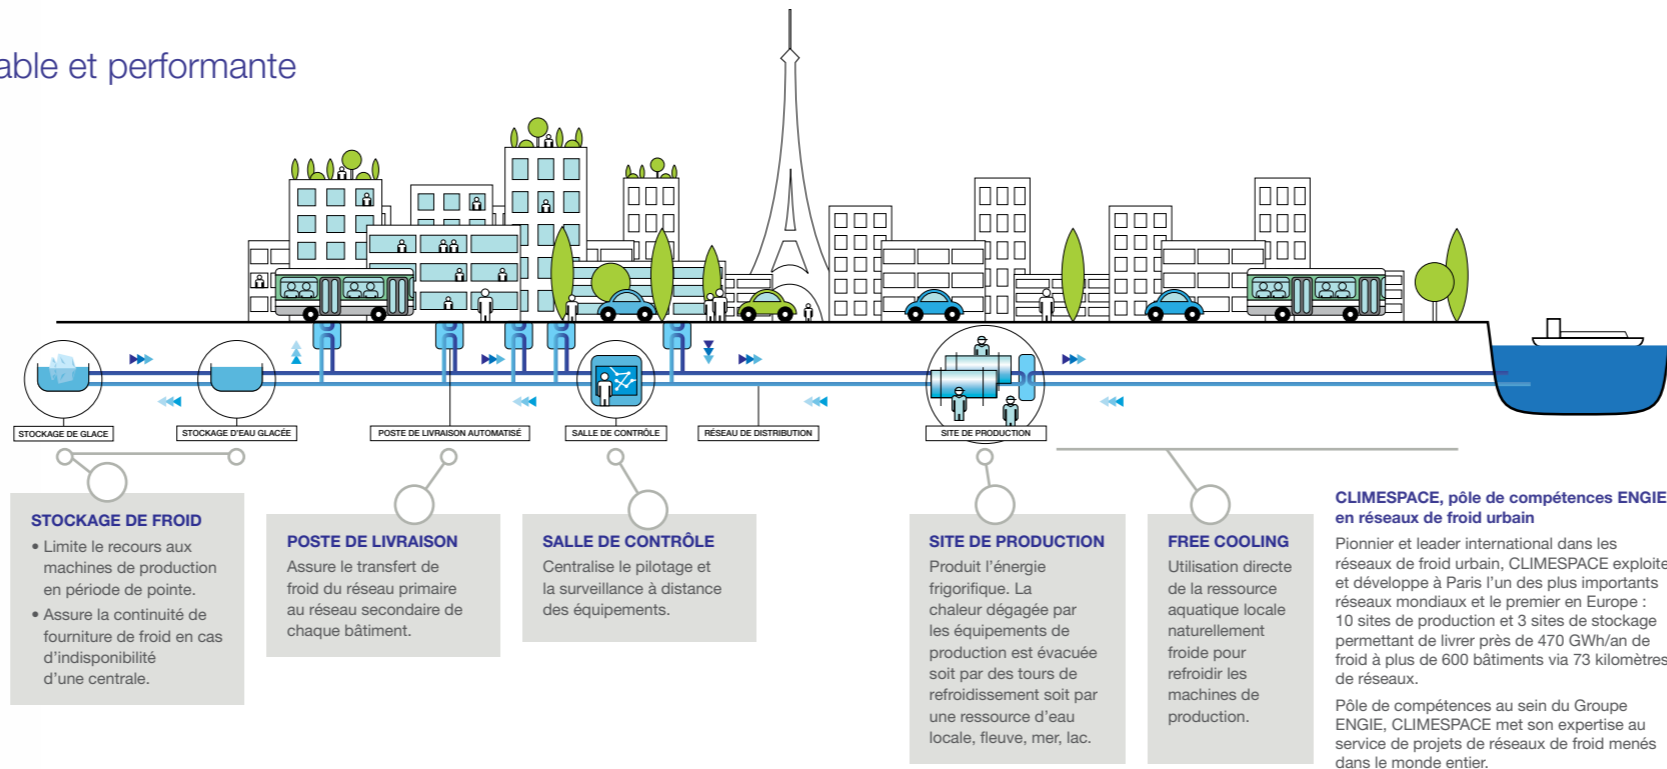 able et performante
STOCKAGE DE GLACE
STOCKAGE D'EAU GLACÉE
POSTE DE LIVRAISON AUTOMATISÉ
SALLE DE CONTRÔLE
RÉSEAU DE DISTRIBUTION
SITE DE PRODUCTION
STOCKAGE DE FROID
• Limite le recours aux
machines de production
en période de pointe.
• Assure la continuité de
fourniture de froid en cas
d'indisponibilité
d'une centrale.
POSTE DE LIVRAISON
Assure le transfert de
froid du réseau primaire
au réseau secondaire de
chaque bâtiment.
SALLE DE CONTRÔLE
Centralise le pilotage et
la surveillance à distance
des équipements.
SITE DE PRODUCTION
Produit l'énergie
frigorifique. La
chaleur dégagée par
les équipements de
production est évacuée
soit par des tours de
refroidissement soit par
une ressource d'eau
locale, fleuve, mer, lac.
FREE COOLING
Utilisation directe
de la ressource
aquatique locale
naturellement
froide pour
refroidir les
machines de
production.
CLIMESPACE, pôle de compétences ENGIE
en réseaux de froid urbain
Pionnier et leader international dans les
réseaux de froid urbain, CLIMESPACE exploite
et développe à Paris l'un des plus importants
réseaux mondiaux et le premier en Europe :
10 sites de production et 3 sites de stockage
permettant de livrer près de 470 GWh/an de
froid à plus de 600 bâtiments via 73 kilomètres
de réseaux.
Pôle de compétences au sein du Groupe
ENGIE, CLIMESPACE met son expertise au
service de projets de réseaux de froid menés
dans le monde entier.